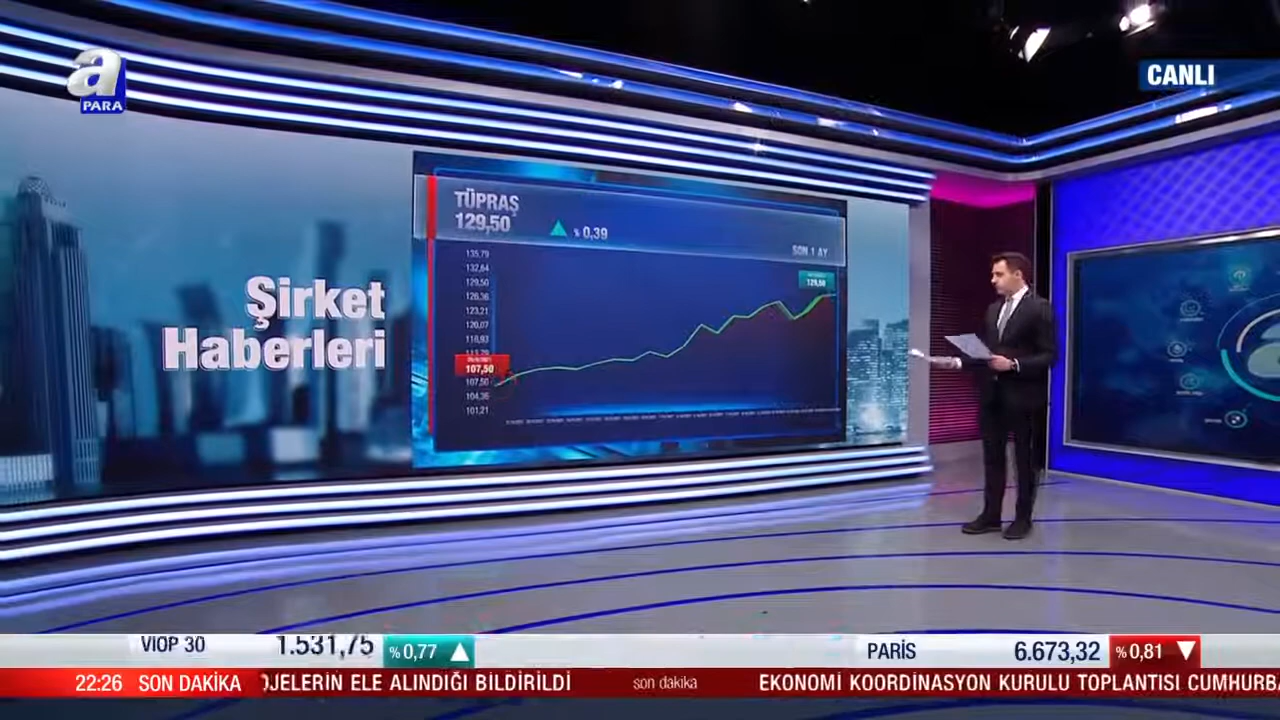 a
PARA
CANLI
TÜPRAŞ
129,50
▲ % 0,39
SON 1 AY
135,79
132,64
129,50
126,36
123,21
120,07
116,93
107,50
107,50
104,36
101,21
129,50
Şirket
Haberleri
VIOP 30 1.531,75 %0,77 ▲
PARİS 6.673,32 %0,81 ▼
22:26 SON DAKİKA OJELERİN ELE ALINDIĞI BİLDİRİLDİ son dakika EKONOMİ KOORDİNASYON KURULU TOPLANTISI CUMHURBA